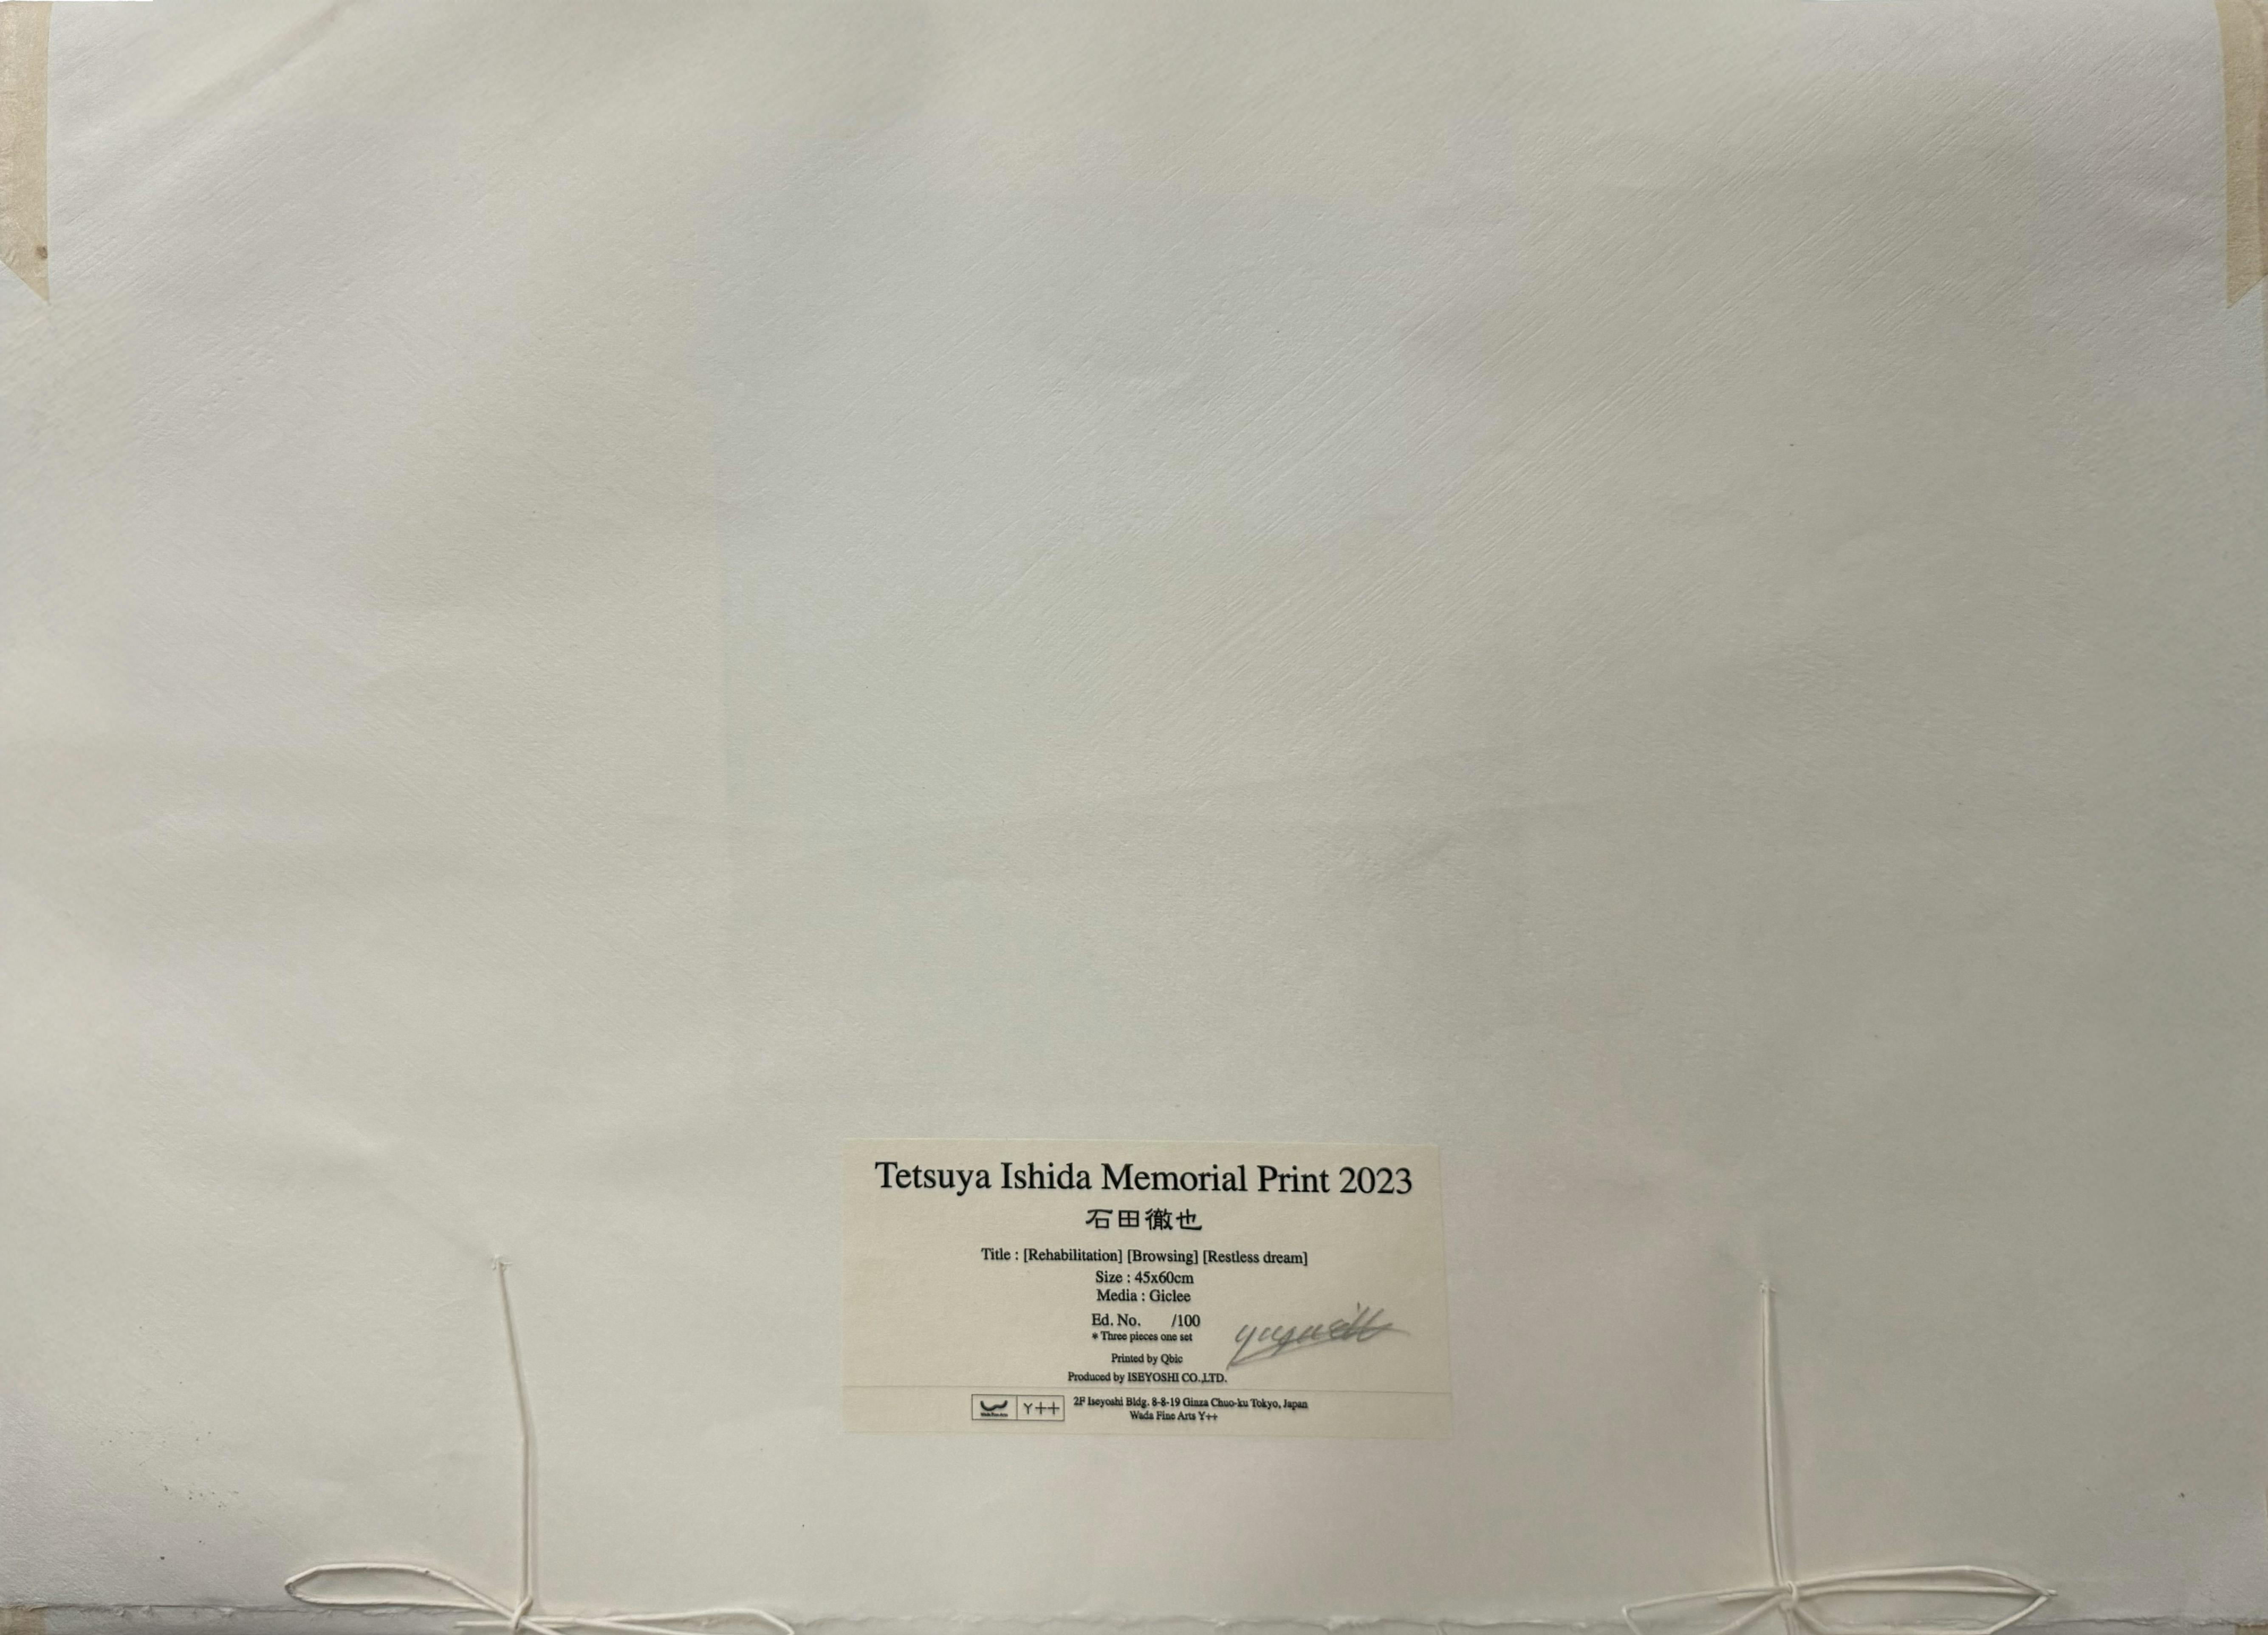 Tetsuya Ishida Memorial Print 2023
石田徹也
Title : [Rehabilitation] [Browsing] [Restless dream]
Size : 45x60cm
Media : Giclee
Ed. No. /100
* Three pieces one set
Printed by Qbic
Produced by ISEYOSHI CO.,LTD.
Y++
2F Iseyoshi Bldg. 8-8-19 Ginza Chuo-ku Tokyo, Japan
Wada Fine Arts Y++